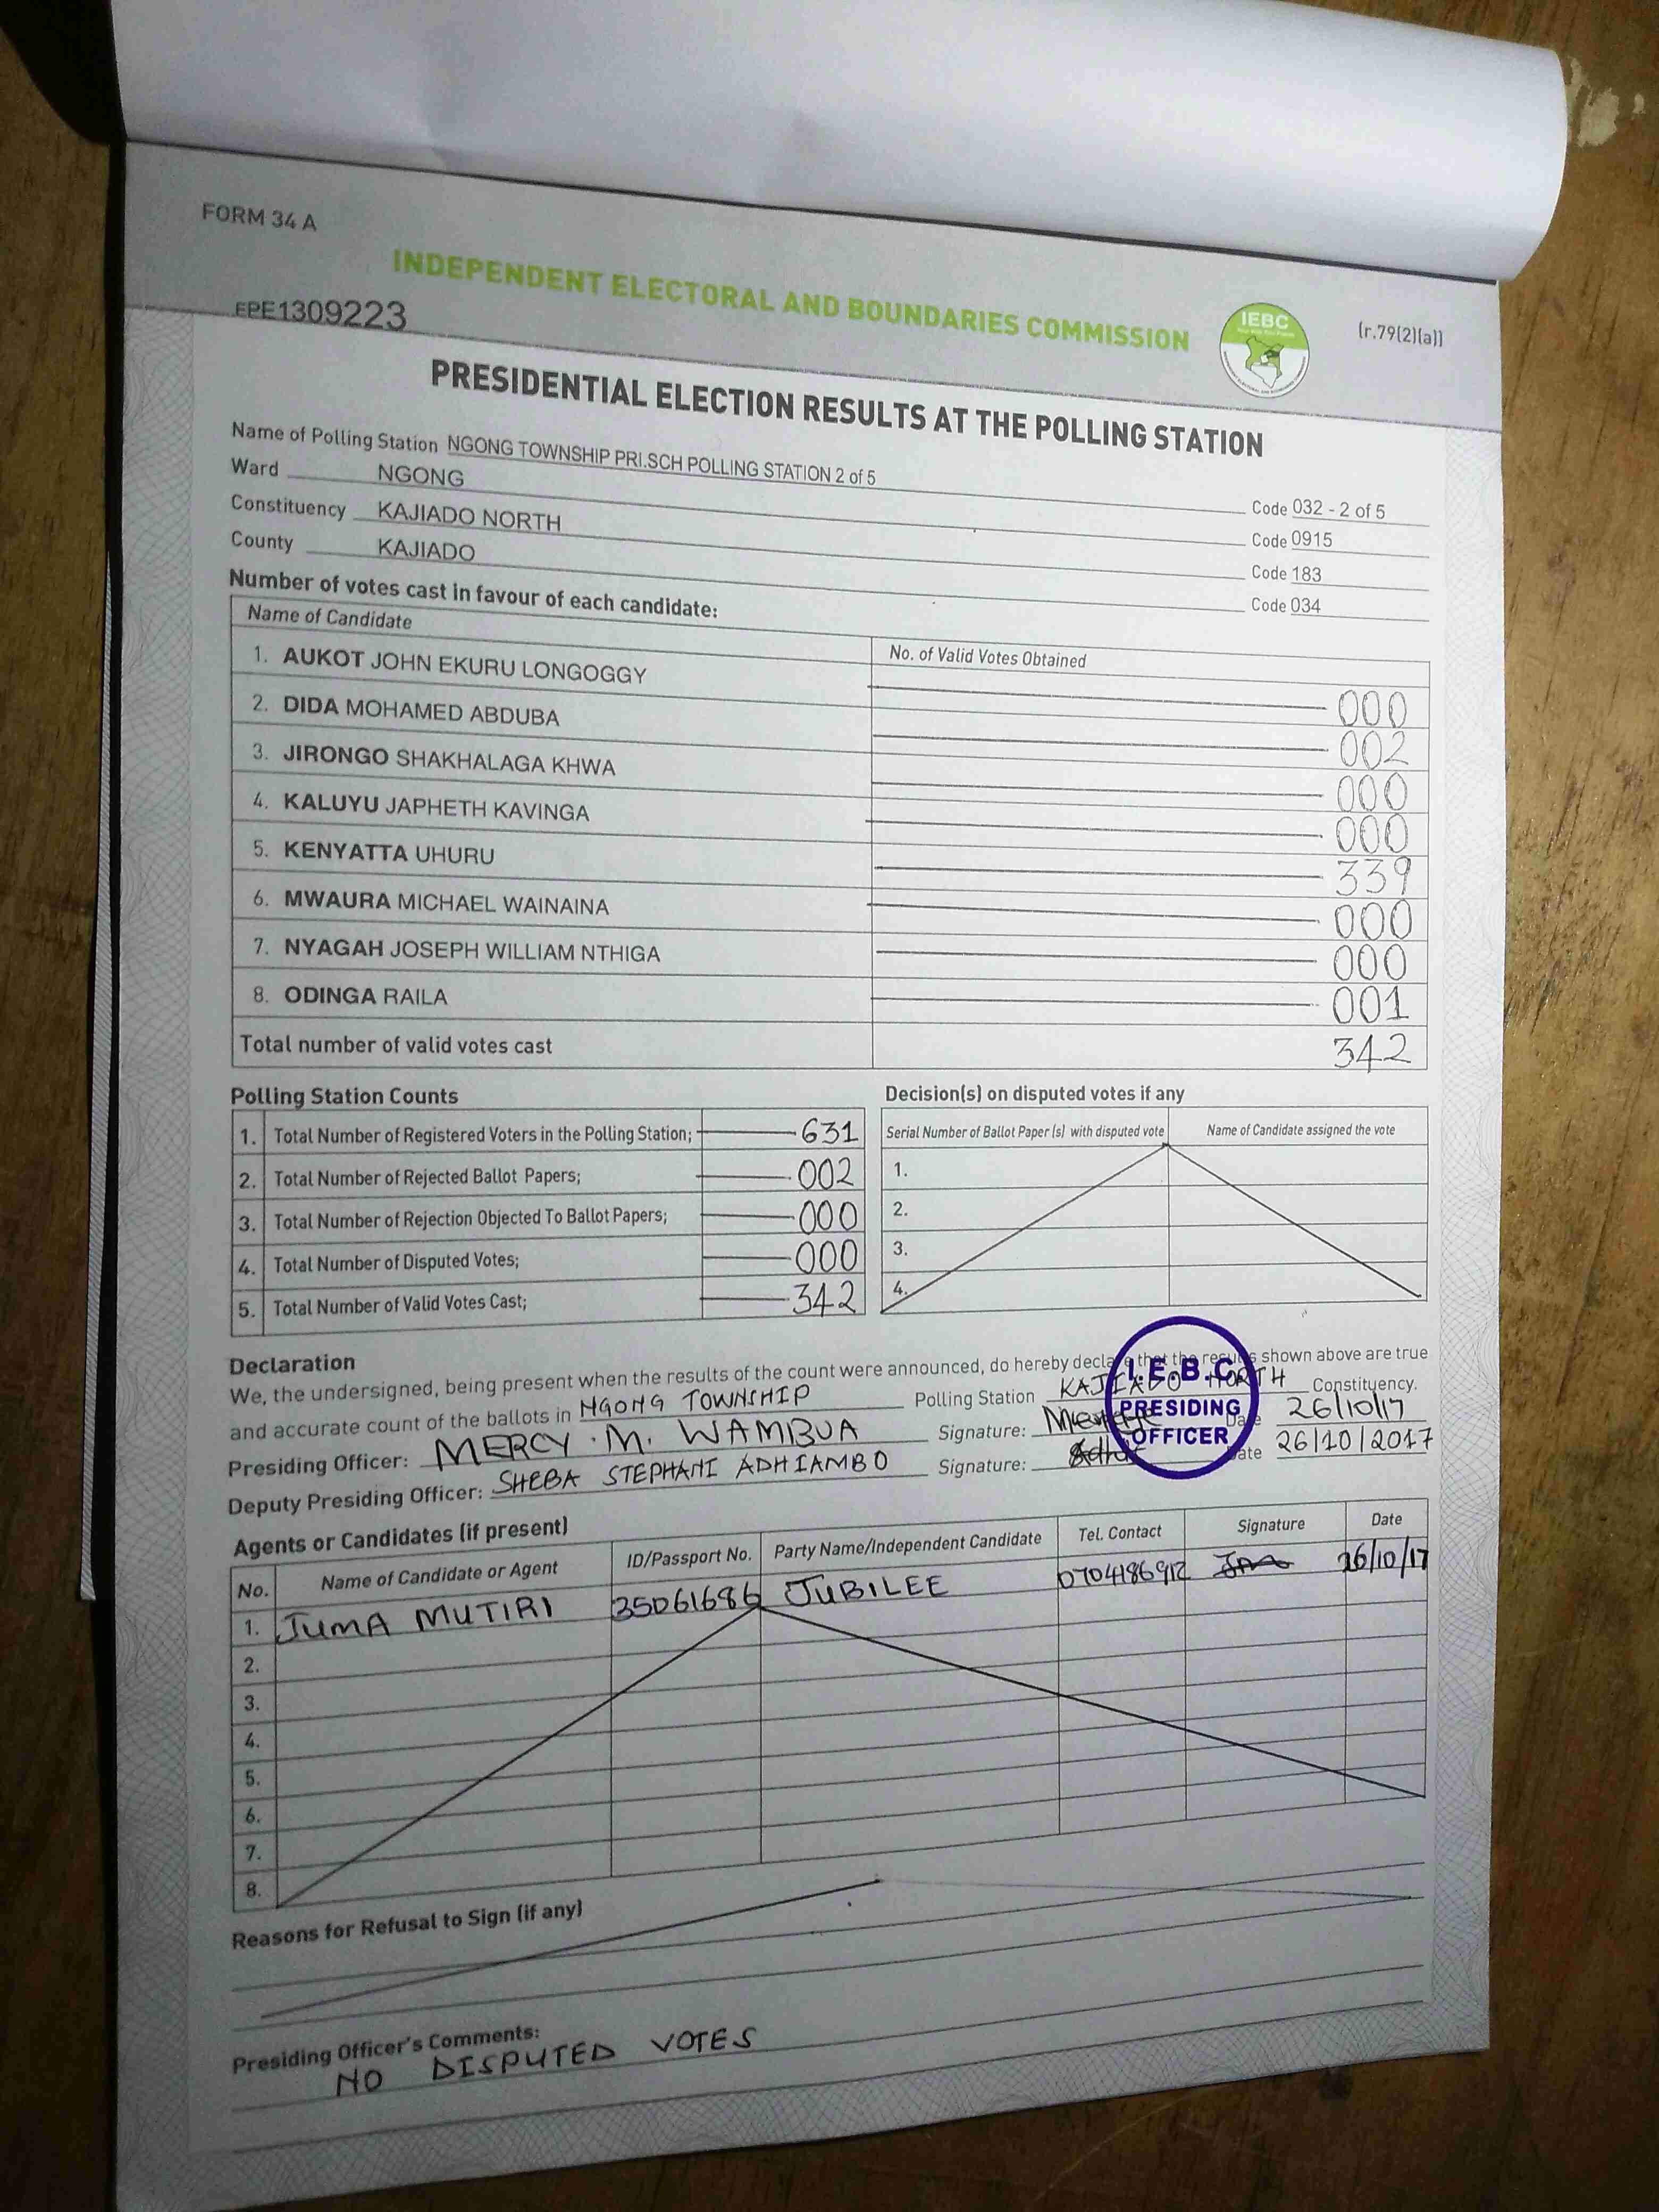 FORM 34 A
INDEPENDENT ELECTORAL AND BOUNDARIES COMMISSION
IEBC
(r.79(2)(a))
EPE1309223
PRESIDENTIAL ELECTION RESULTS AT THE POLLING STATION
Name of Polling Station NGONG TOWNSHIP PRI.SCH POLLING STATION 2 of 5 Code 032 - 2 of 5
Ward NGONG Code 0915
Constituency KAJIADO NORTH Code 183
County KAJIADO Code 034
Number of votes cast in favour of each candidate:
Name of Candidate No. of Valid Votes Obtained
1. AUKOT JOHN EKURU LONGOGGY 000
2. DIDA MOHAMED ABDUBA 002
3. JIRONGO SHAKHALAGA KHWA 000
4. KALUYU JAPHETH KAVINGA 000
5. KENYATTA UHURU 339
6. MWAURA MICHAEL WAINAINA 000
7. NYAGAH JOSEPH WILLIAM NTHIGA 000
8. ODINGA RAILA 001
Total number of valid votes cast 342
Polling Station Counts
1. Total Number of Registered Voters in the Polling Station; 631
2. Total Number of Rejected Ballot Papers; 002
3. Total Number of Rejection Objected To Ballot Papers; 000
4. Total Number of Disputed Votes; 000
5. Total Number of Valid Votes Cast; 342
Decision(s) on disputed votes if any
Serial Number of Ballot Paper (s) with disputed vote Name of Candidate assigned the vote
1.
2.
3.
4.
Declaration
We, the undersigned, being present when the results of the count were announced, do hereby declare that the results shown above are true
and accurate count of the ballots in NGONG TOWNSHIP Polling Station KAJIADO NORTH Constituency.
Presiding Officer: MERCY .M. WAMBUA Signature: Date 26/10/17
Deputy Presiding Officer: SHEBA STEPHANI ADHIAMBO Signature: Date 26/10/2017
I.E.B.C
PRESIDING
OFFICER
Agents or Candidates (if present)
No. Name of Candidate or Agent ID/Passport No. Party Name/Independent Candidate Tel. Contact Signature Date
1. JUMA MUTIRI 35061686 JUBILEE 0704186912 26/10/17
2.
3.
4.
5.
6.
7.
8.
Reasons for Refusal to Sign (if any)
Presiding Officer's Comments:
NO DISPUTED VOTES